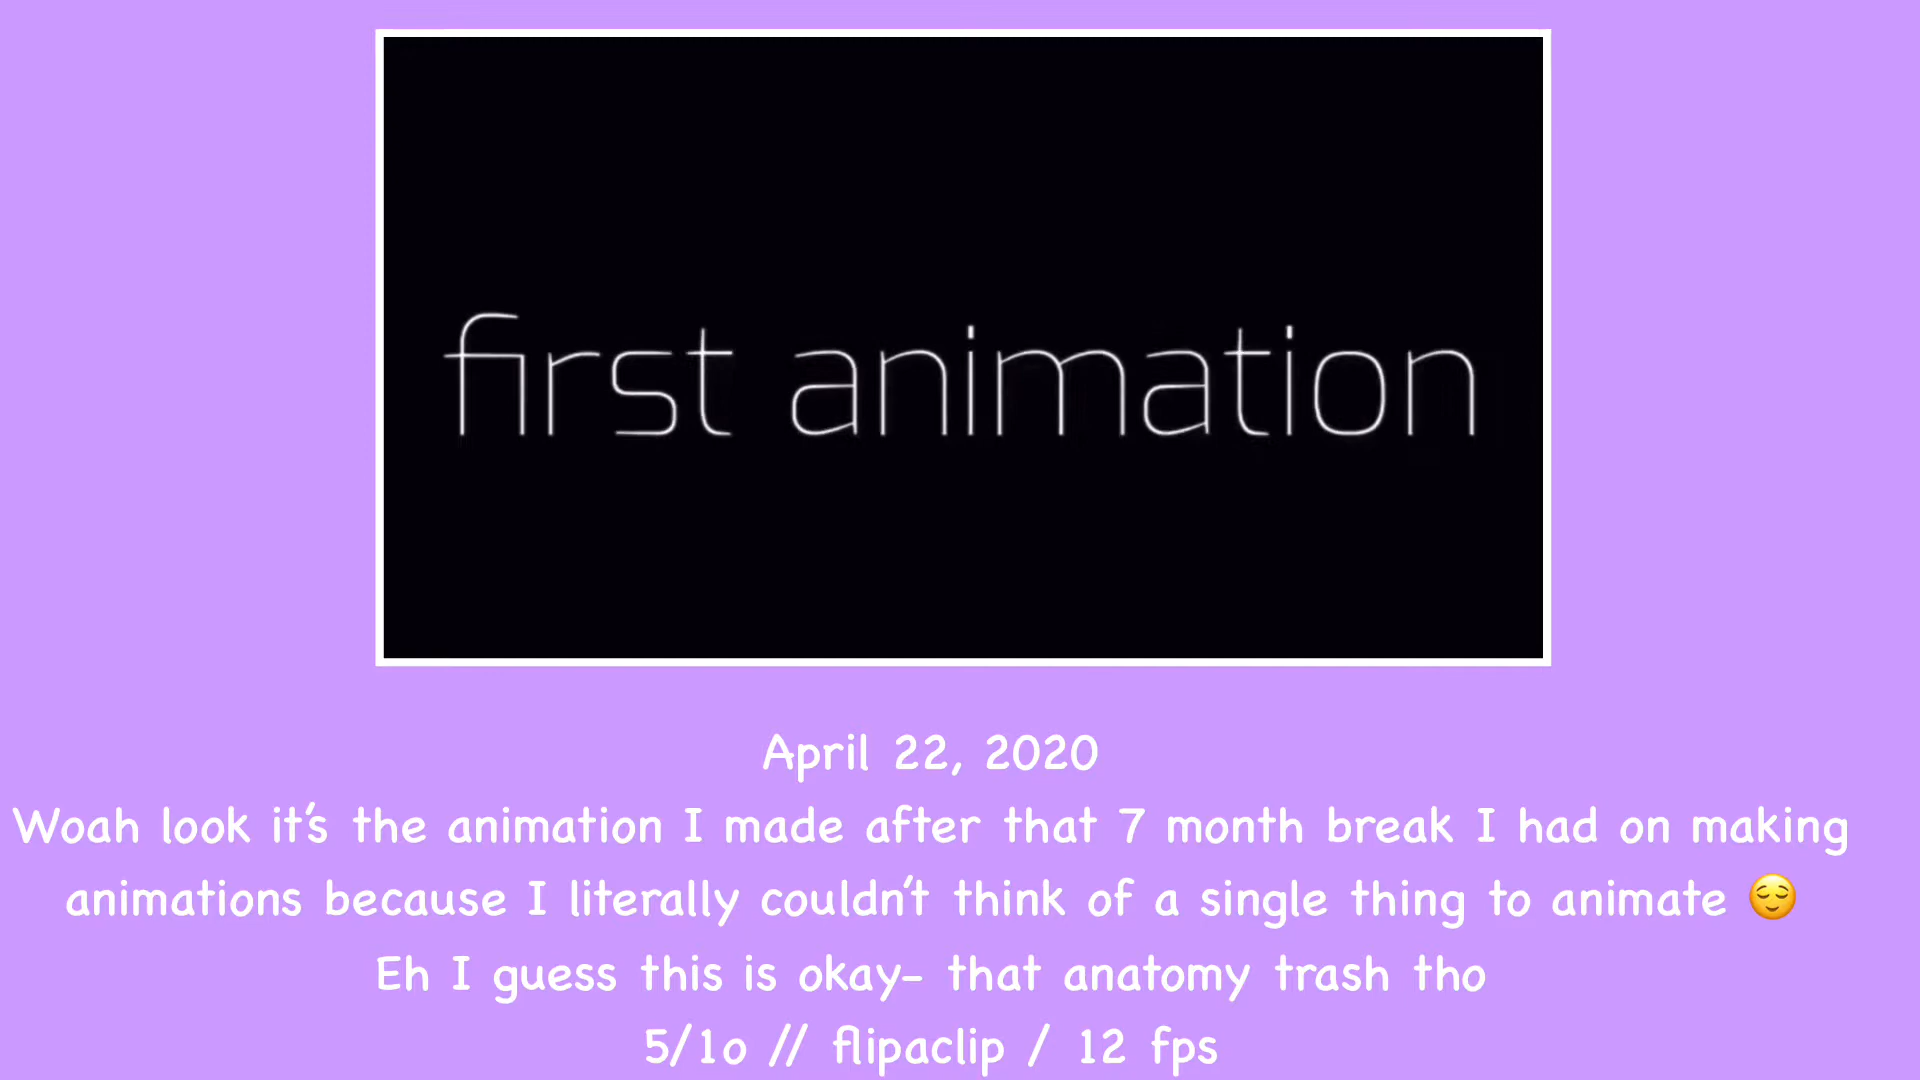 first animation
April 22, 2020
Woah look it's the animation I made after that 7 month break I had on making
animations because I literally couldn't think of a single thing to animate 😌
Eh I guess this is okay- that anatomy trash tho
5/1o // flipaclip / 12 fps